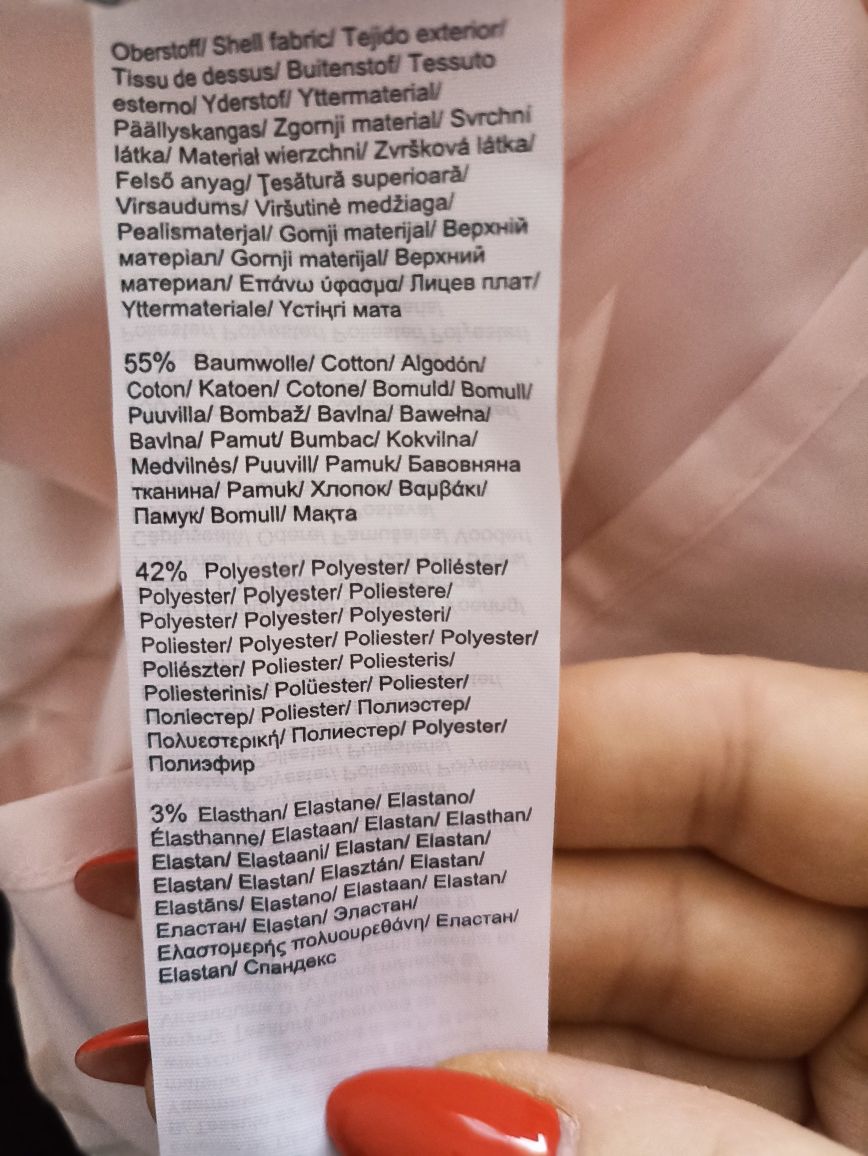 Oberstoff/ Shell fabric/ Tejido exterior/
Tissu de dessus/ Buitenstof/ Tessuto
esterno/ Yderstof/ Yttermaterial/
Päällyskangas/ Zgornji material/ Svrchní
látka/ Materiał wierzchni/ Zvršková látka/
Felső anyag/ Ţesătură superioară/
Virsaudums/ Viršutinė medžiaga/
Pealismaterjal/ Gornji materijal/ Верхній
матеріал/ Gornji materijal/ Верхний
материал/ Επάνω ύφασμα/ Лицев плат/
Yttermateriale/ Үстіңгі мата
55% Baumwolle/ Cotton/ Algodón/
Coton/ Katoen/ Cotone/ Bomuld/ Bomull/
Puuvilla/ Bombaž/ Bavlna/ Bawełna/
Bavlna/ Pamut/ Bumbac/ Kokvilna/
Medvilnės/ Puuvill/ Pamuk/ Бавовняна
тканина/ Pamuk/ Хлопок/ Βαμβάκι/
Памук/ Bomull/ Мақта
42% Polyester/ Polyester/ Poliéster/
Polyester/ Polyester/ Poliestere/
Polyester/ Polyester/ Polyesteri/
Poliester/ Polyester/ Poliester/ Polyester/
Poliészter/ Poliester/ Poliesteris/
Poliesterinis/ Polüester/ Poliester/
Поліестер/ Poliester/ Полиэстер/
Πολυεστερική/ Полиестер/ Polyester/
Полиэфир
3% Elasthan/ Elastane/ Elastano/
Élasthanne/ Elastaan/ Elastan/ Elasthan/
Elastan/ Elastaani/ Elastan/ Elastan/
Elastan/ Elastan/ Elasztán/ Elastan/
Elastāns/ Elastano/ Elastaan/ Elastan/
Еластан/ Elastan/ Эластан/
Ελαστομερής πολυουρεθάνη/ Еластан/
Elastan/ Спандекс